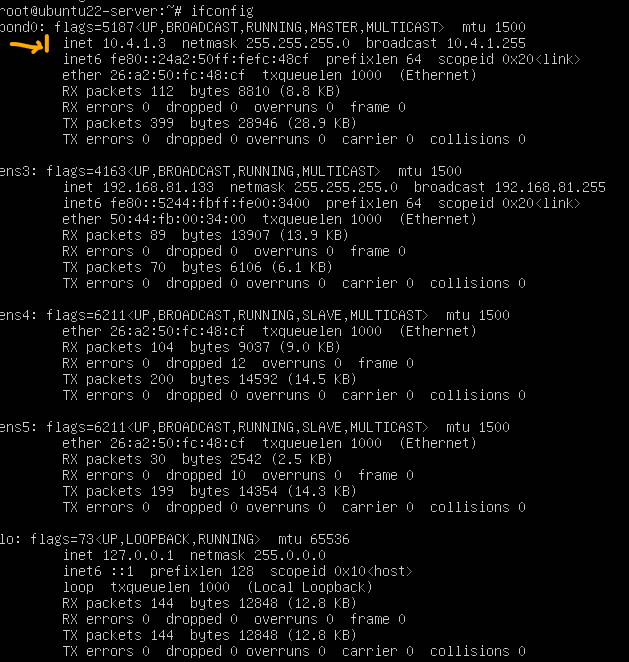 root@ubuntu22-server:~# ifconfig
bond0: flags=5187<UP,BROADCAST,RUNNING,MASTER,MULTICAST>  mtu 1500
inet 10.4.1.3  netmask 255.255.255.0  broadcast 10.4.1.255
inet6 fe80::24a2:50ff:fefc:48cf  prefixlen 64  scopeid 0x20<link>
ether 26:a2:50:fc:48:cf  txqueuelen 1000  (Ethernet)
RX packets 112  bytes 8810 (8.8 KB)
RX errors 0  dropped 0  overruns 0  frame 0
TX packets 399  bytes 28946 (28.9 KB)
TX errors 0  dropped 0 overruns 0  carrier 0  collisions 0
ens3: flags=4163<UP,BROADCAST,RUNNING,MULTICAST>  mtu 1500
inet 192.168.81.133  netmask 255.255.255.0  broadcast 192.168.81.255
inet6 fe80::5244:fbff:fe00:3400  prefixlen 64  scopeid 0x20<link>
ether 50:44:fb:00:34:00  txqueuelen 1000  (Ethernet)
RX packets 89  bytes 13907 (13.9 KB)
RX errors 0  dropped 0  overruns 0  frame 0
TX packets 70  bytes 6106 (6.1 KB)
TX errors 0  dropped 0 overruns 0  carrier 0  collisions 0
ens4: flags=6211<UP,BROADCAST,RUNNING,SLAVE,MULTICAST>  mtu 1500
ether 26:a2:50:fc:48:cf  txqueuelen 1000  (Ethernet)
RX packets 104  bytes 9037 (9.0 KB)
RX errors 0  dropped 12  overruns 0  frame 0
TX packets 200  bytes 14592 (14.5 KB)
TX errors 0  dropped 0 overruns 0  carrier 0  collisions 0
ens5: flags=6211<UP,BROADCAST,RUNNING,SLAVE,MULTICAST>  mtu 1500
ether 26:a2:50:fc:48:cf  txqueuelen 1000  (Ethernet)
RX packets 30  bytes 2542 (2.5 KB)
RX errors 0  dropped 10  overruns 0  frame 0
TX packets 199  bytes 14354 (14.3 KB)
TX errors 0  dropped 0 overruns 0  carrier 0  collisions 0
lo: flags=73<UP,LOOPBACK,RUNNING>  mtu 65536
inet 127.0.0.1  netmask 255.0.0.0
inet6 ::1  prefixlen 128  scopeid 0x10<host>
loop  txqueuelen 1000  (Local Loopback)
RX packets 144  bytes 12848 (12.8 KB)
RX errors 0  dropped 0  overruns 0  frame 0
TX packets 144  bytes 12848 (12.8 KB)
TX errors 0  dropped 0 overruns 0  carrier 0  collisions 0